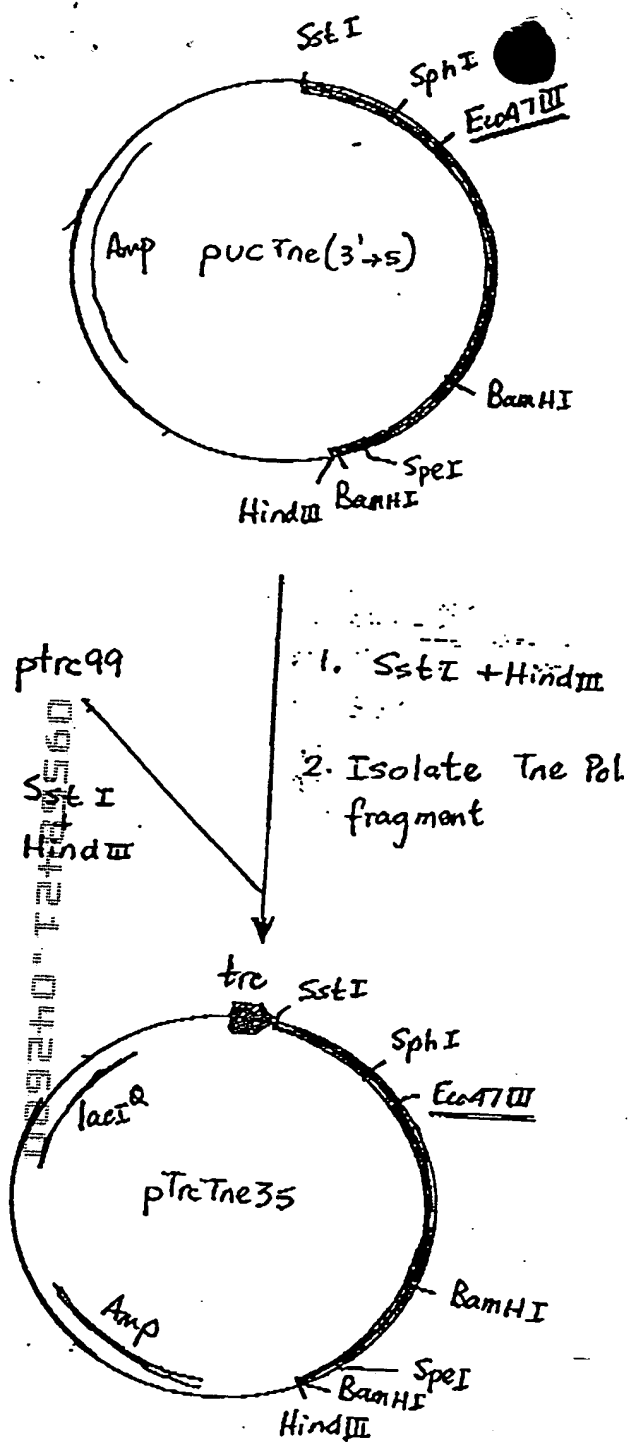 SstI
SphI
Eco47III
Amp
pUCTne(3'→5)
BamHI
SpeI
BamHI
HindIII
ptrc99
1. SstI + HindIII
SstI
+
HindIII
2. Isolate Tne Pol
fragment
trc
SstI
SphI
Eco47III
lacIQ
pTrcTne35
BamHI
Amp
SpeI
BamHI
HindIII